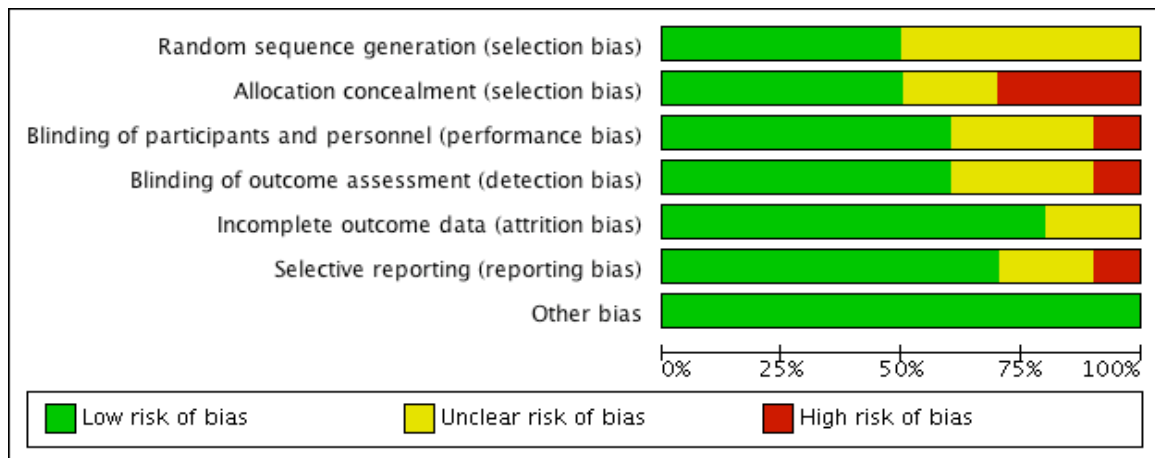 Random sequence generation (selection bias)
Allocation concealment (selection bias)
Blinding of participants and personnel (performance bias)
Blinding of outcome assessment (detection bias)
Incomplete outcome data (attrition bias)
Selective reporting (reporting bias)
Other bias
0% 25% 50% 75% 100%
Low risk of bias Unclear risk of bias High risk of bias